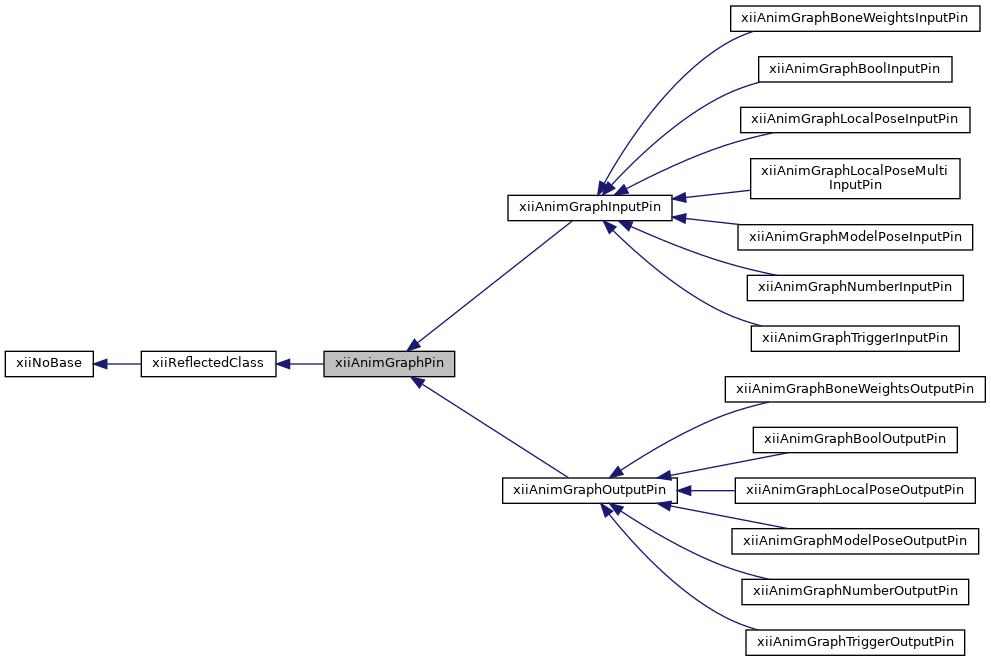 xiiAnimGraphBoneWeightsInputPin
xiiAnimGraphBoolInputPin
xiiAnimGraphLocalPoseInputPin
xiiAnimGraphLocalPoseMulti
InputPin
xiiAnimGraphInputPin
xiiAnimGraphModelPoseInputPin
xiiAnimGraphNumberInputPin
xiiAnimGraphTriggerInputPin
xiiNoBase
xiiReflectedClass
xiiAnimGraphPin
xiiAnimGraphBoneWeightsOutputPin
xiiAnimGraphBoolOutputPin
xiiAnimGraphOutputPin
xiiAnimGraphLocalPoseOutputPin
xiiAnimGraphModelPoseOutputPin
xiiAnimGraphNumberOutputPin
xiiAnimGraphTriggerOutputPin